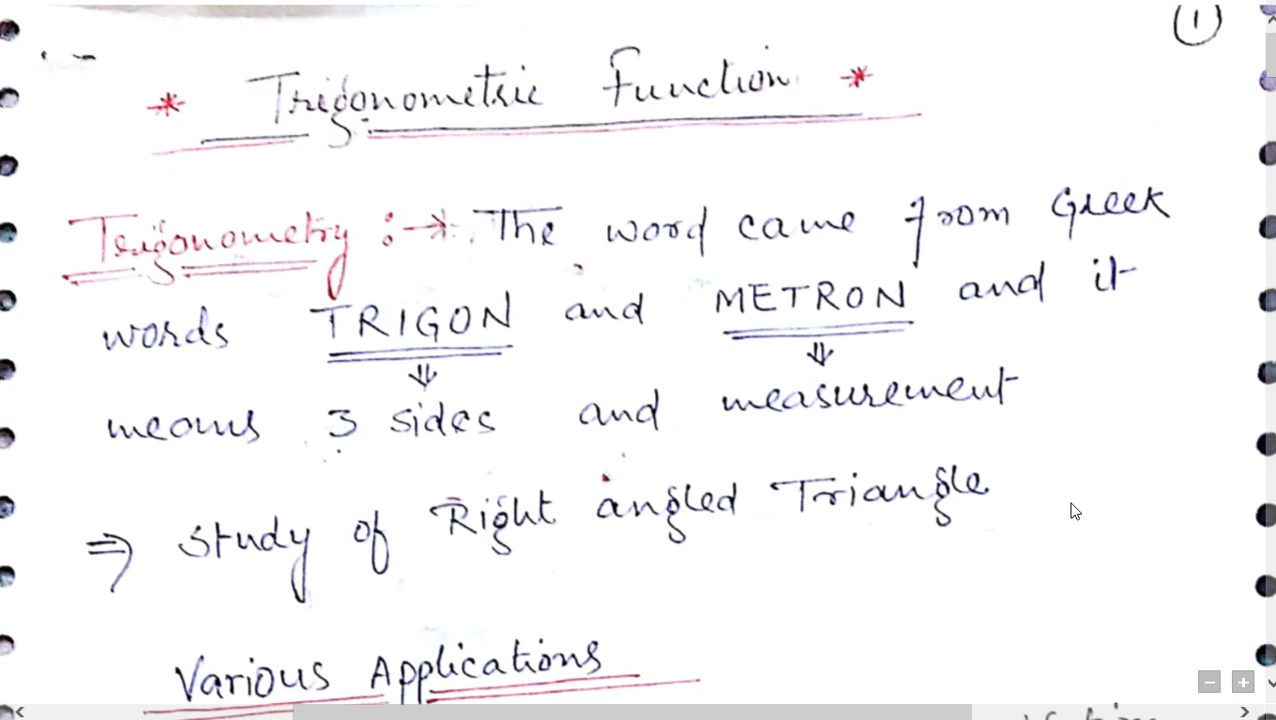 ①
* Trigonometric Function *
Trigonometry :→ The word came from Greek
words TRIGON and METRON and it
⇓ ⇓
means 3 sides and measurement
⇒ Study of Right angled Triangle
Various Applications